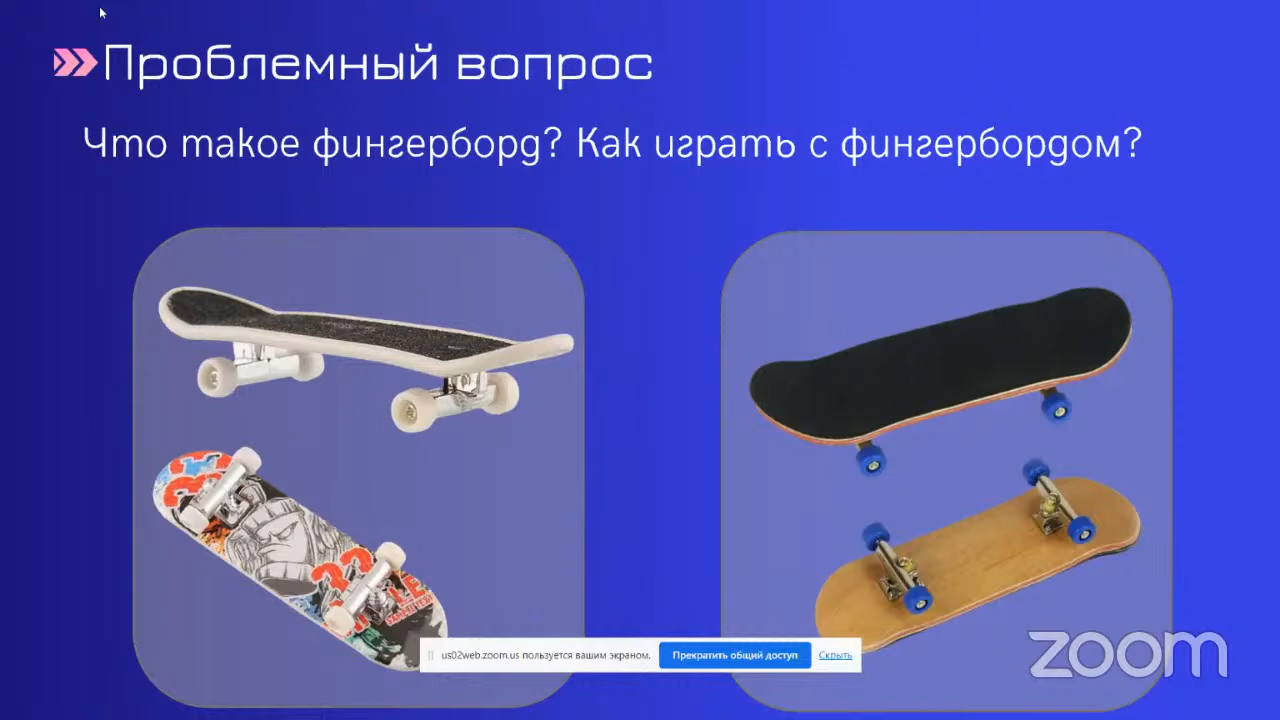 Проблемный вопрос
Что такое фингерборд? Как играть с фингербордом?
us02web.zoom.us пользуется вашим экраном.
Прекратить общий доступ
Скрыть
zoom